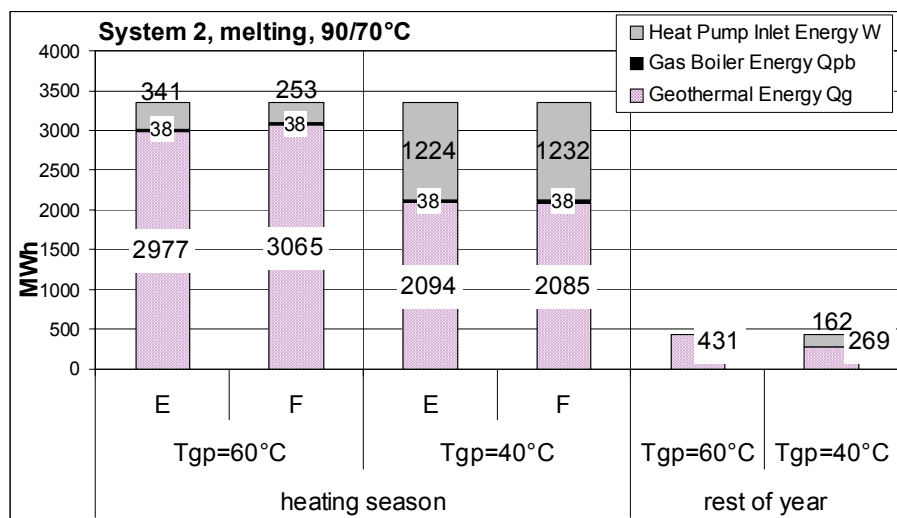 System 2, melting, 90/70°C
Heat Pump Inlet Energy W
Gas Boiler Energy Qpb
Geothermal Energy Qg
MWh
4000
3500
3000
2500
2000
1500
1000
500
0
341 253
38 38
1224 1232
38 38
2977 3065
2094 2085
162
431 269
E F E F
Tgp=60°C Tgp=40°C Tgp=60°C Tgp=40°C
heating season rest of year